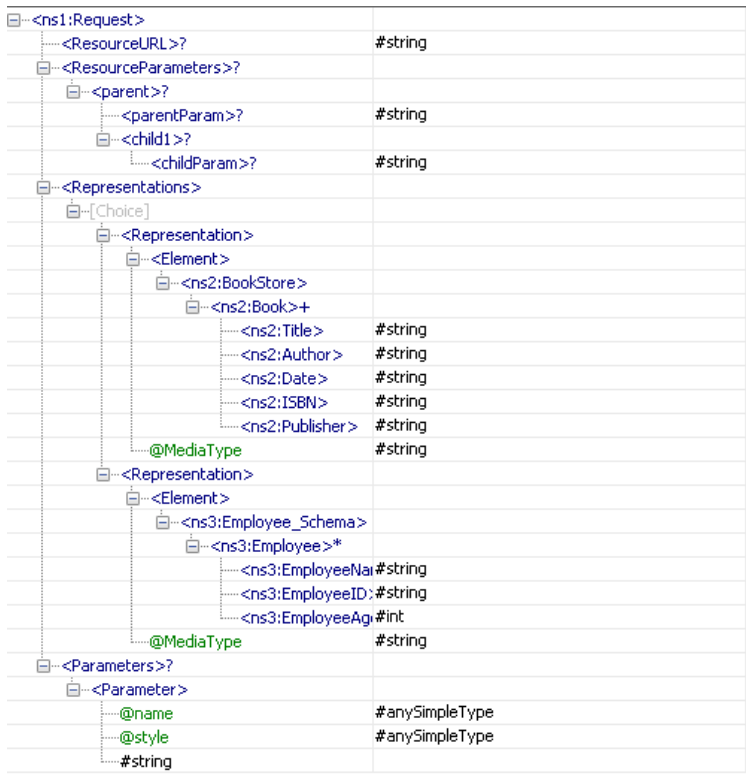 <ns1:Request>
<ResourceURL>? #string
<ResourceParameters>?
<parent>?
<parentParam>? #string
<child1>?
<childParam>? #string
<Representations>
[Choice]
<Representation>
<Element>
<ns2:BookStore>
<ns2:Book>+
<ns2:Title> #string
<ns2:Author> #string
<ns2:Date> #string
<ns2:ISBN> #string
<ns2:Publisher> #string
@MediaType #string
<Representation>
<Element>
<ns3:Employee_Schema>
<ns3:Employee>*
<ns3:EmployeeNa #string
<ns3:EmployeeID> #string
<ns3:EmployeeAg #int
@MediaType #string
<Parameters>?
<Parameter>
@name #anySimpleType
@style #anySimpleType
#string